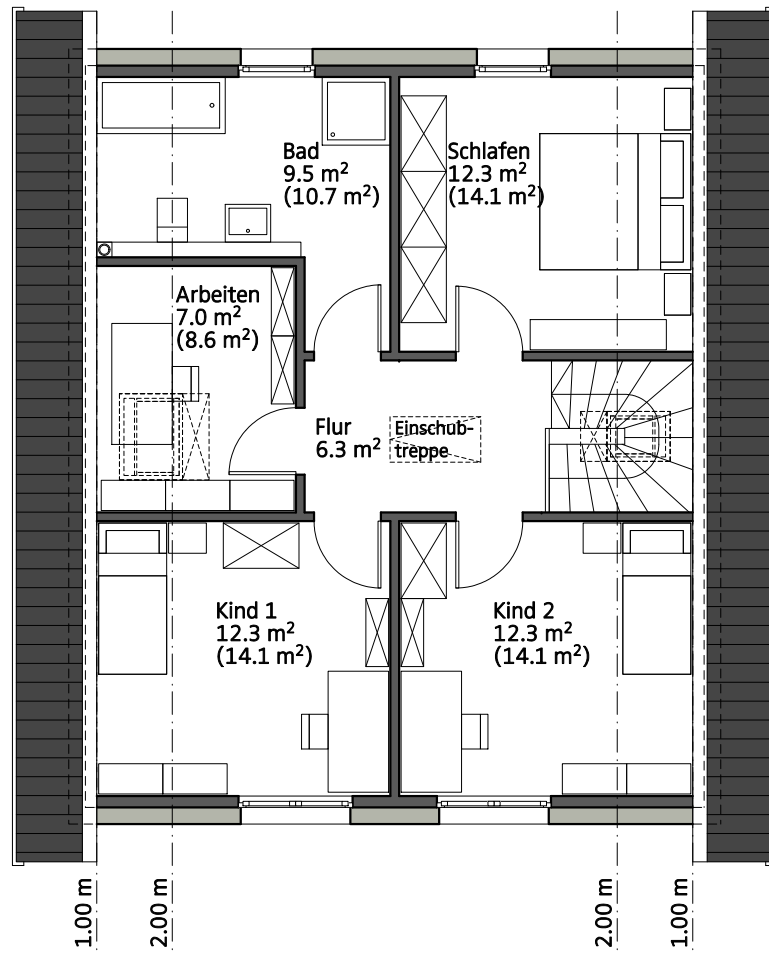 Bad
9.5 m²
(10.7 m²)
Schlafen
12.3 m²
(14.1 m²)
Arbeiten
7.0 m²
(8.6 m²)
Flur
6.3 m²
Einschub-
treppe
Kind 1
12.3 m²
(14.1 m²)
Kind 2
12.3 m²
(14.1 m²)
1.00 m
2.00 m
2.00 m
1.00 m